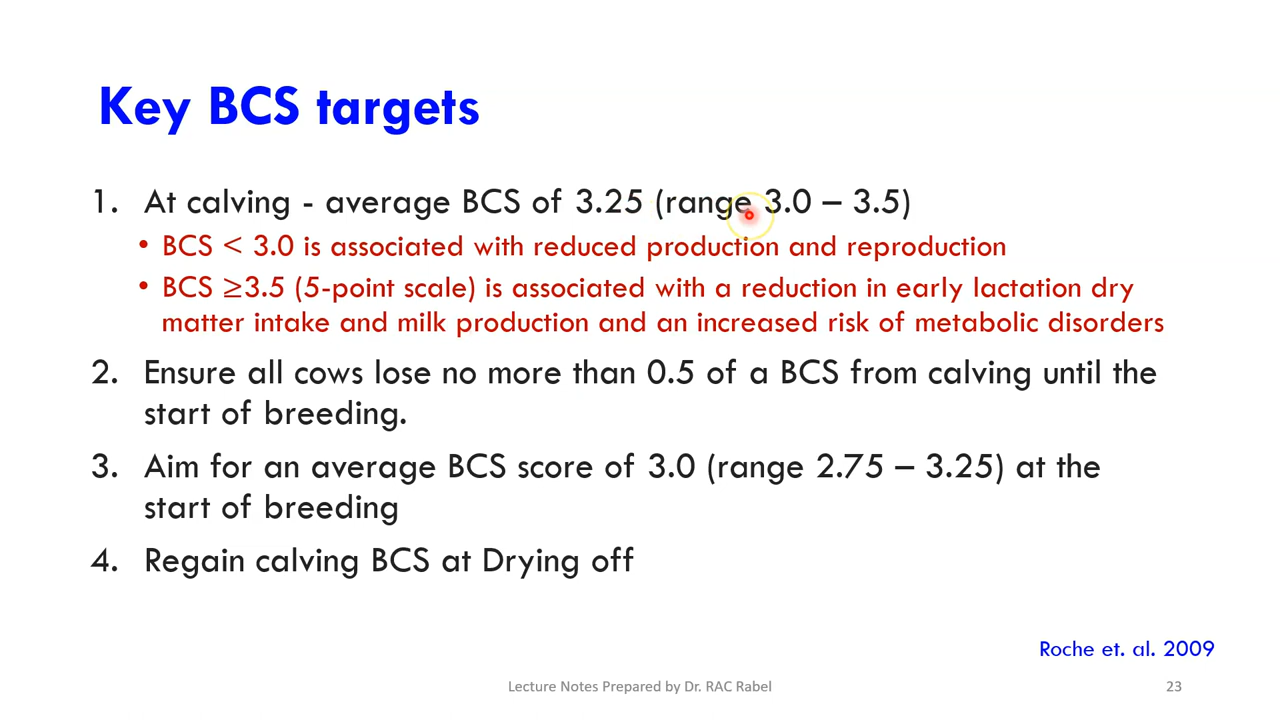 Key BCS targets
1. At calving - average BCS of 3.25 (range 3.0 – 3.5)
• BCS < 3.0 is associated with reduced production and reproduction
• BCS ≥3.5 (5-point scale) is associated with a reduction in early lactation dry
matter intake and milk production and an increased risk of metabolic disorders
2. Ensure all cows lose no more than 0.5 of a BCS from calving until the
start of breeding.
3. Aim for an average BCS score of 3.0 (range 2.75 – 3.25) at the
start of breeding
4. Regain calving BCS at Drying off
Roche et. al. 2009
Lecture Notes Prepared by Dr. RAC Rabel
23